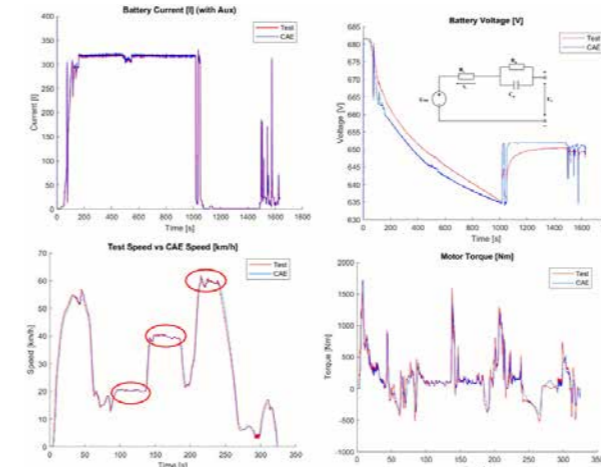 Battery Current [I] (with Aux)
400
350
300
250
200
150
100
50
0
Current [I]
0 200 400 600 800 1000 1200 1400 1600 1800
Time [s]
Test
CAE
Battery Voltage [V]
685
680
675
670
665
660
655
650
645
640
635
630
Voltage [V]
0 200 400 600 800 1000 1200 1400 1600 1800
Time [s]
Test
CAE
Test Speed vs CAE Speed [km/h]
70
60
50
40
30
20
10
0
Speed [km/h]
0 50 100 150 200 250 300 350
Time [s]
Test
CAE
Motor Torque [Nm]
2000
1500
1000
500
0
-500
-1000
Torque [Nm]
0 50 100 150 200 250 300 350
Time [s]
Test
CAE